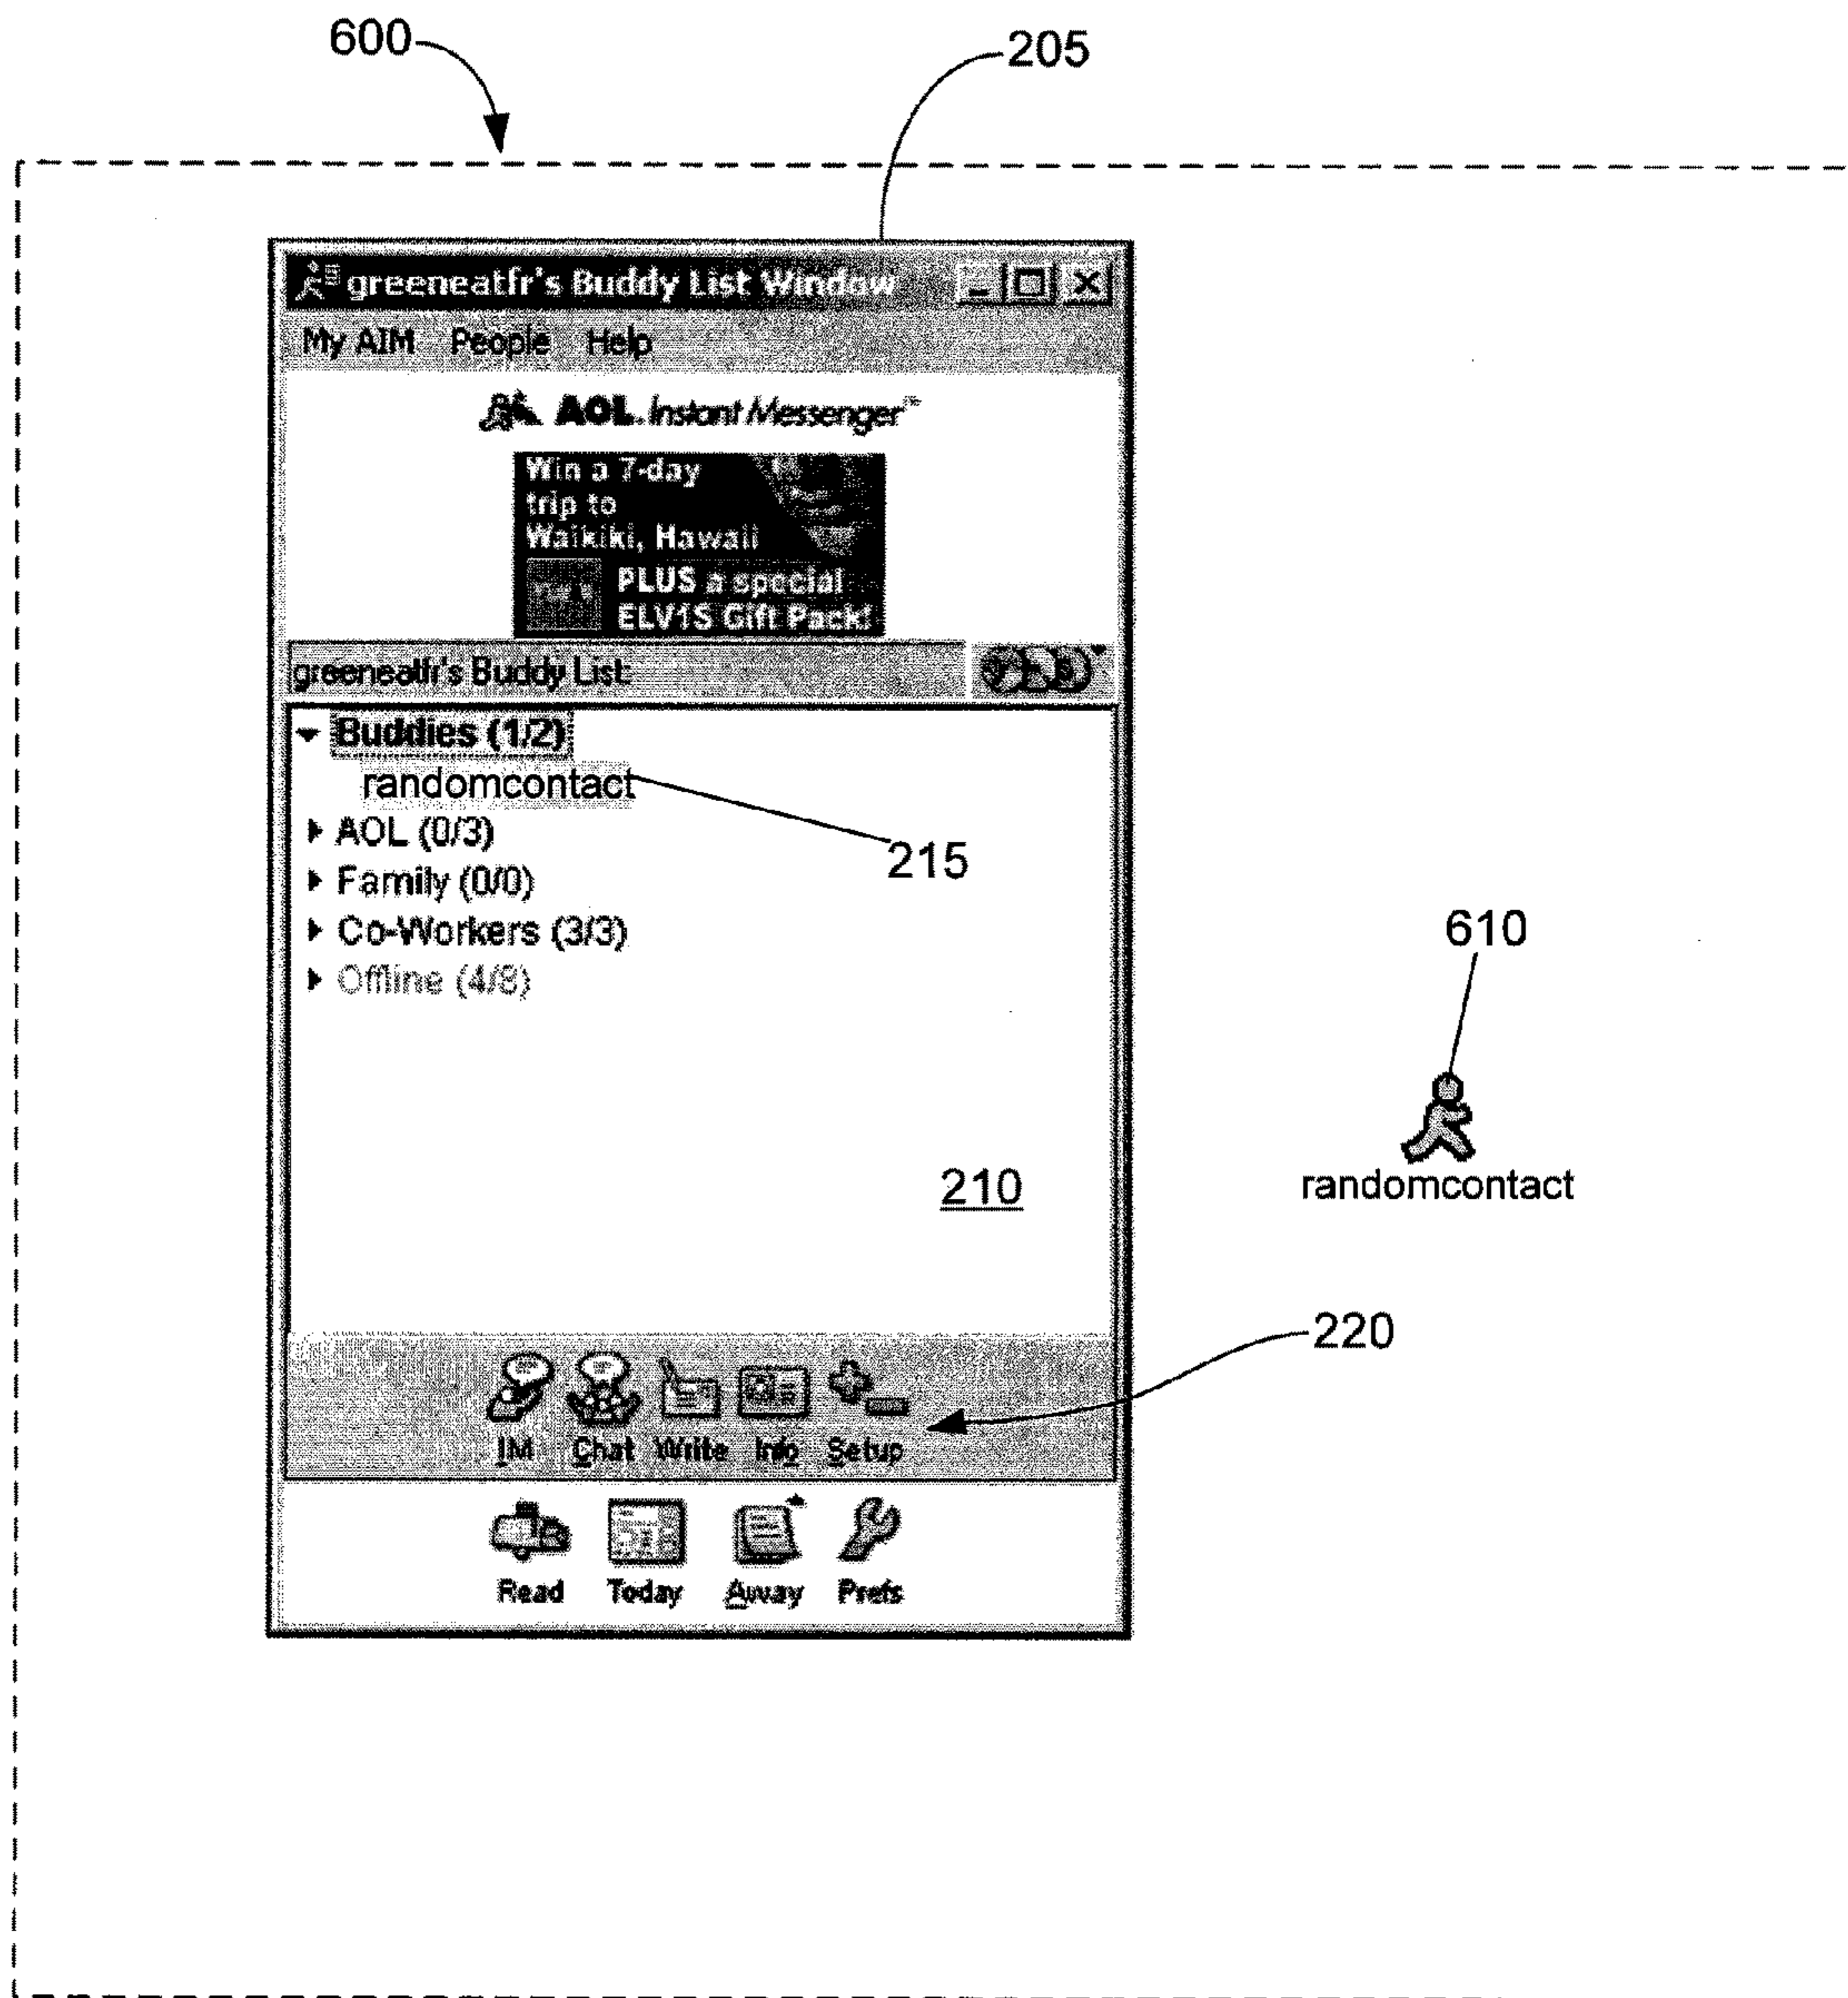 600
205
greeneatfr's Buddy List Window
My AIM People Help
AOL Instant Messenger™
Win a 7-day
trip to
Waikiki, Hawaii
PLUS a special
ELV1S Gift Pack!
greeneatfr's Buddy List:
Buddies (1/2)
randomcontact
AOL (0/3)
215
Family (0/0)
Co-Workers (3/3)
610
Offline (4/8)
210
randomcontact
220
IM Chat Write Info Setup
Read Today Away Prefs